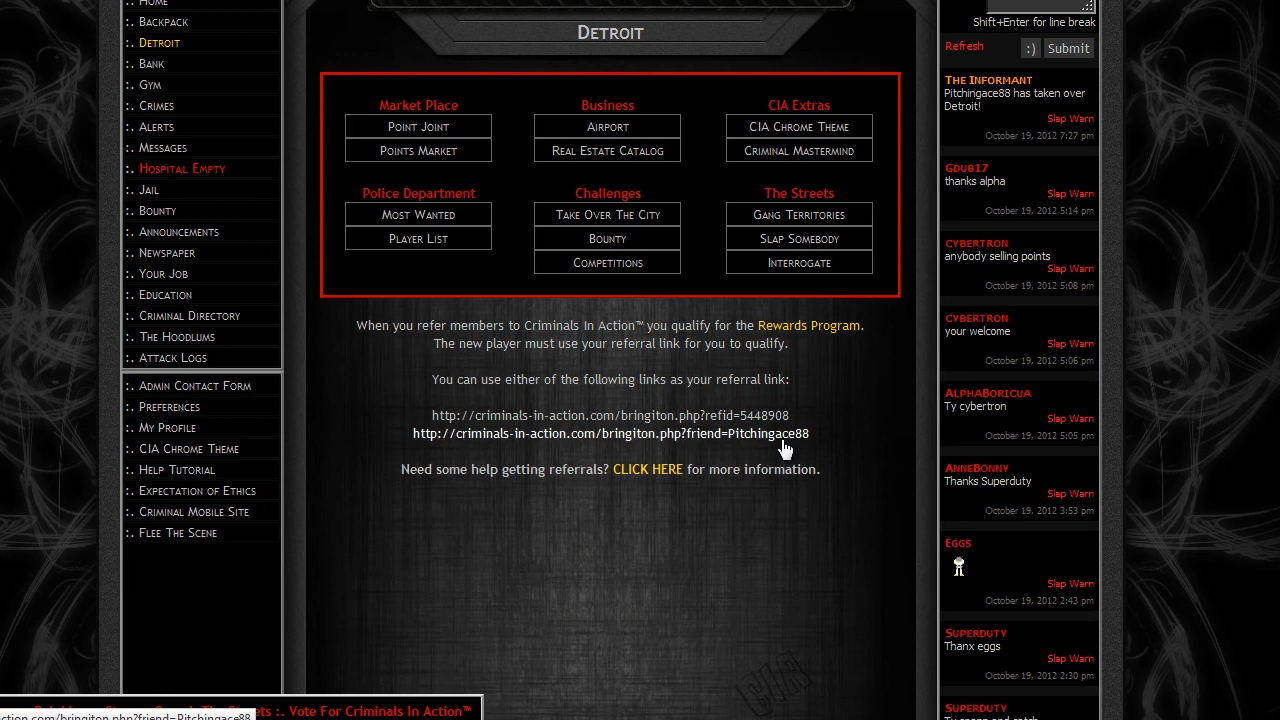 :. Home
:. Backpack
:. Detroit
:. Bank
:. Gym
:. Crimes
:. Alerts
:. Messages
:. Hospital Empty
:. Jail
:. Bounty
:. Announcements
:. Newspaper
:. Your Job
:. Education
:. Criminal Directory
:. The Hoodlums
:. Attack Logs
:. Admin Contact Form
:. Preferences
:. My Profile
:. CIA Chrome Theme
:. Help Tutorial
:. Expectation of Ethics
:. Criminal Mobile Site
:. Flee The Scene
Detroit
Market Place
Point Joint
Points Market
Business
Airport
Real Estate Catalog
CIA Extras
CIA Chrome Theme
Criminal Mastermind
Police Department
Most Wanted
Player List
Challenges
Take Over The City
Bounty
Competitions
The Streets
Gang Territories
Slap Somebody
Interrogate
When you refer members to Criminals In Action™ you qualify for the Rewards Program.
The new player must use your referral link for you to qualify.
You can use either of the following links as your referral link:
http://criminals-in-action.com/bringiton.php?refid=5448908
http://criminals-in-action.com/bringiton.php?friend=Pitchingace88
Need some help getting referrals? CLICK HERE for more information.
Shift+Enter for line break
Refresh :) Submit
The Informant
Pitchingace88 has taken over
Detroit!
Slap Warn
October 19, 2012 7:27 pm
Gdub17
thanks alpha
Slap Warn
October 19, 2012 5:14 pm
CYBERTRON
anybody selling points
Slap Warn
October 19, 2012 5:08 pm
CYBERTRON
your welcome
Slap Warn
October 19, 2012 5:06 pm
AlphaBoricua
Ty cybertron
Slap Warn
October 19, 2012 5:05 pm
AnneBonny
Thanks Superduty
Slap Warn
October 19, 2012 3:53 pm
Eggs
Slap Warn
October 19, 2012 2:43 pm
Superduty
Thanx eggs
Slap Warn
October 19, 2012 2:30 pm
Superduty
:. Vote For Criminals In Action™
ction.com/bringiton.php?friend=Pitchingace88
CIA